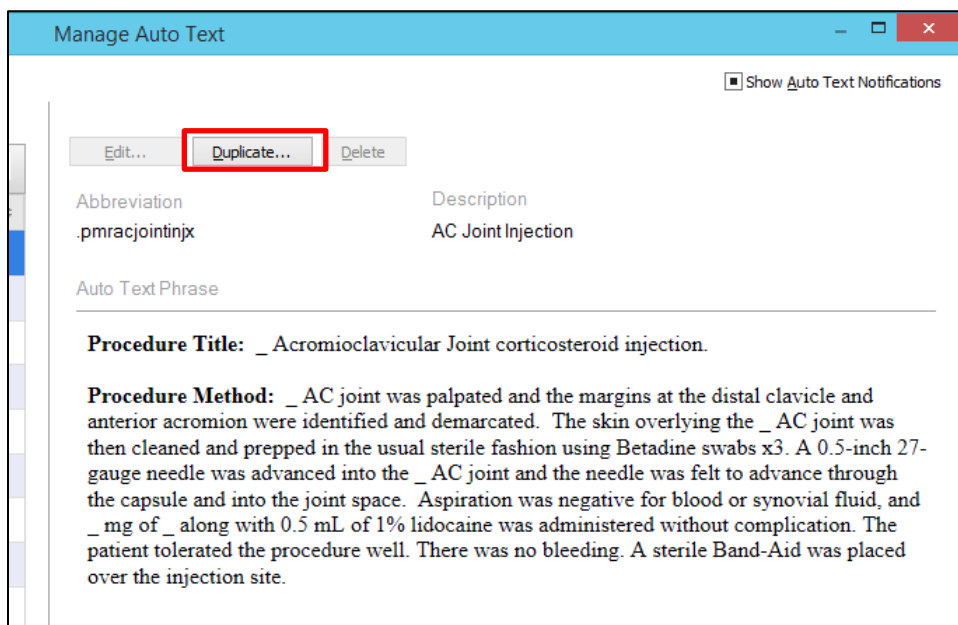 Manage Auto Text
Show Auto Text Notifications
Edit... Duplicate... Delete
Abbreviation Description
.pmracjointinjx AC Joint Injection
Auto Text Phrase
Procedure Title: _ Acromioclavicular Joint corticosteroid injection.
Procedure Method: _ AC joint was palpated and the margins at the distal clavicle and
anterior acromion were identified and demarcated. The skin overlying the _ AC joint was
then cleaned and prepped in the usual sterile fashion using Betadine swabs x3. A 0.5-inch 27-
gauge needle was advanced into the _ AC joint and the needle was felt to advance through
the capsule and into the joint space. Aspiration was negative for blood or synovial fluid, and
_ mg of _ along with 0.5 mL of 1% lidocaine was administered without complication. The
patient tolerated the procedure well. There was no bleeding. A sterile Band-Aid was placed
over the injection site.